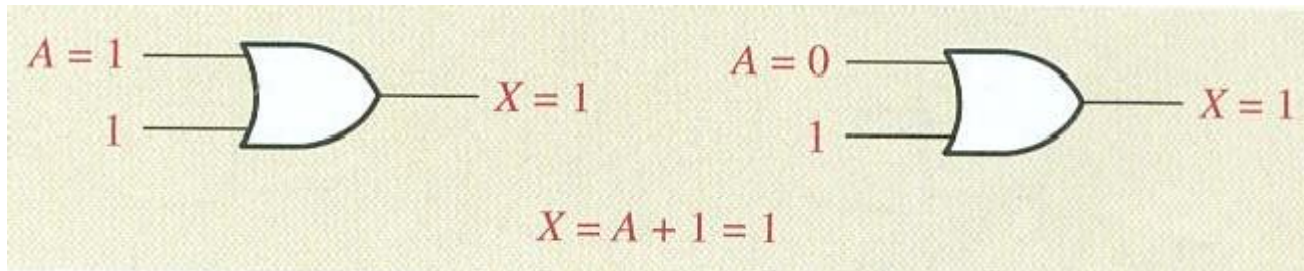 A = 1
1
X = 1
A = 0
1
X = 1
X = A + 1 = 1